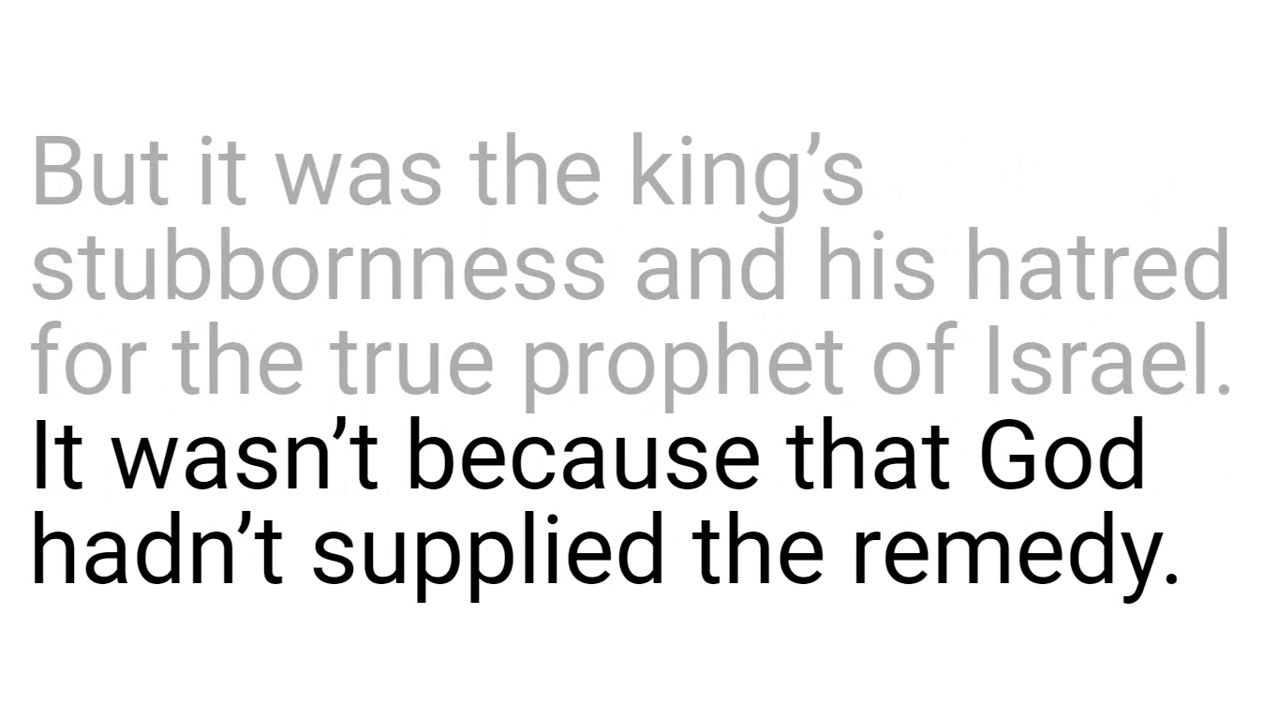 But it was the king’s
stubbornness and his hatred
for the true prophet of Israel.
It wasn’t because that God
hadn’t supplied the remedy.